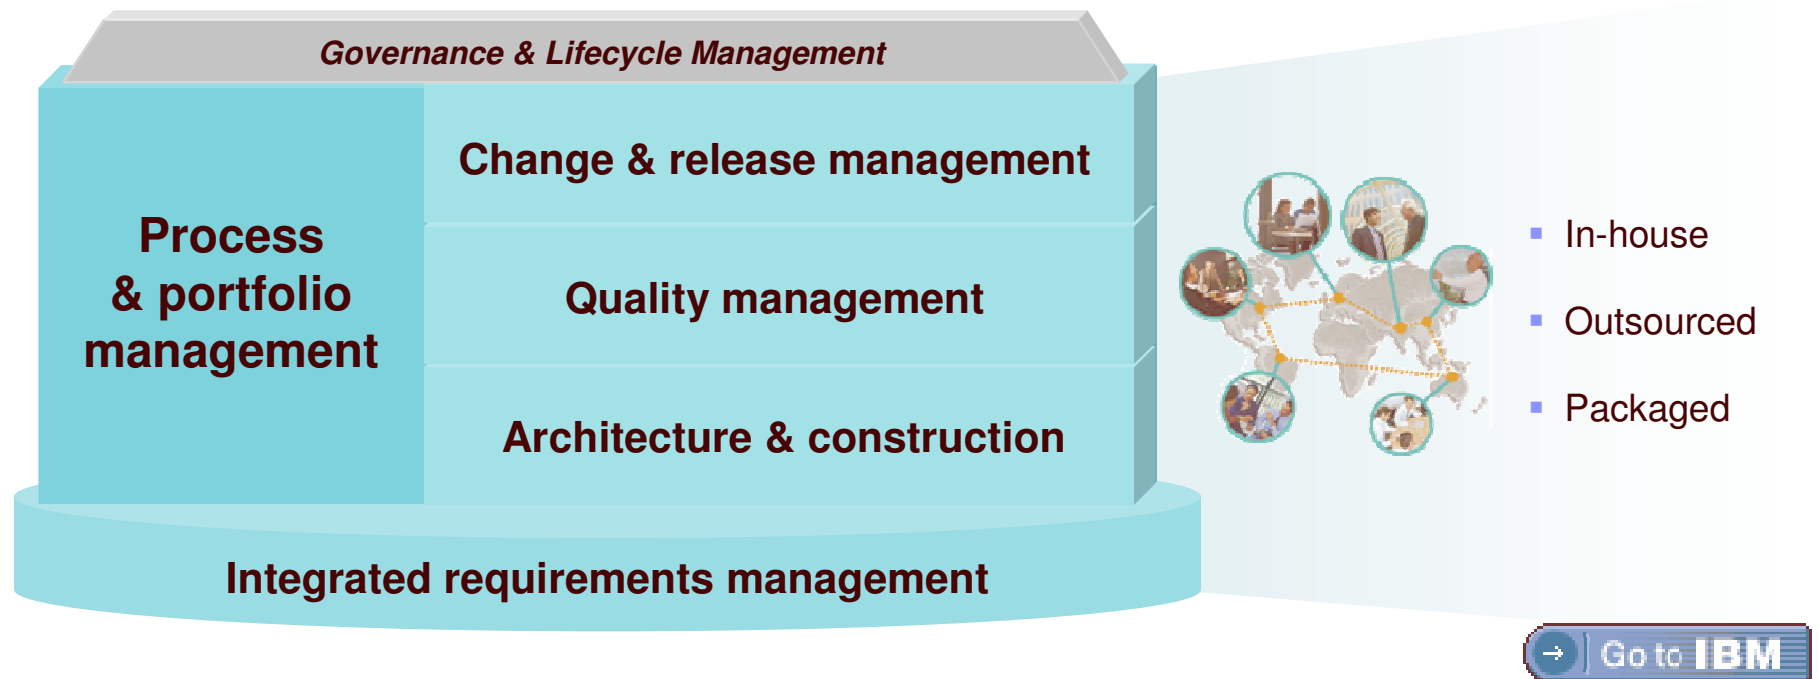 Governance & Lifecycle Management
Process
& portfolio
management
Change & release management
Quality management
Architecture & construction
Integrated requirements management
In-house
Outsourced
Packaged
Go to IBM